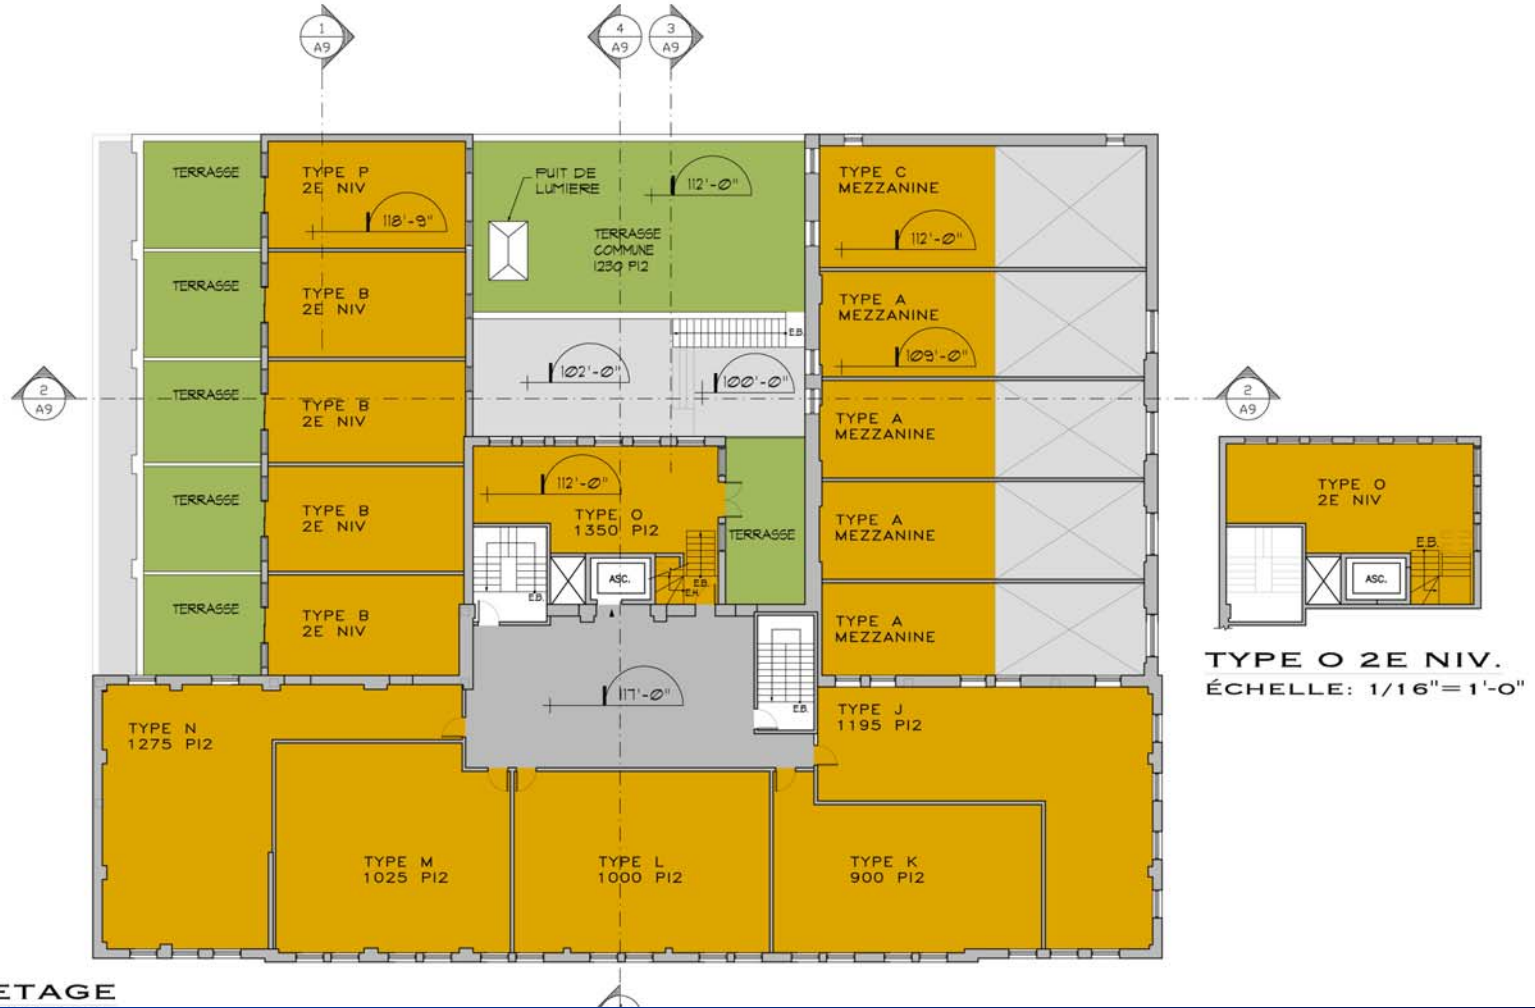 1
A9
4
A9
3
A9
TERRASSE
TYPE P
2E NIV
118'-9"
PUIT DE
LUMIERE
112'-0"
TERRASSE
COMMUNE
1230 PI2
TYPE C
MEZZANINE
112'-0"
TERRASSE
TYPE B
2E NIV
TYPE A
MEZZANINE
E.B.
109'-0"
102'-0"
100'-0"
2
A9
2
A9
TERRASSE
TYPE B
2E NIV
TYPE A
MEZZANINE
112'-0"
TYPE O
1350 PI2
TERRASSE
TYPE B
2E NIV
TERRASSE
TYPE A
MEZZANINE
TYPE O
2E NIV
E.B.
ASC.
ASC.
E.B.
E.H.
E.B.
TERRASSE
TYPE B
2E NIV
TYPE A
MEZZANINE
TYPE O 2E NIV.
ÉCHELLE: 1/16"=1'-0"
117'-0"
E.B.
TYPE N
1275 PI2
TYPE J
1195 PI2
TYPE M
1025 PI2
TYPE L
1000 PI2
TYPE K
900 PI2
ETAGE